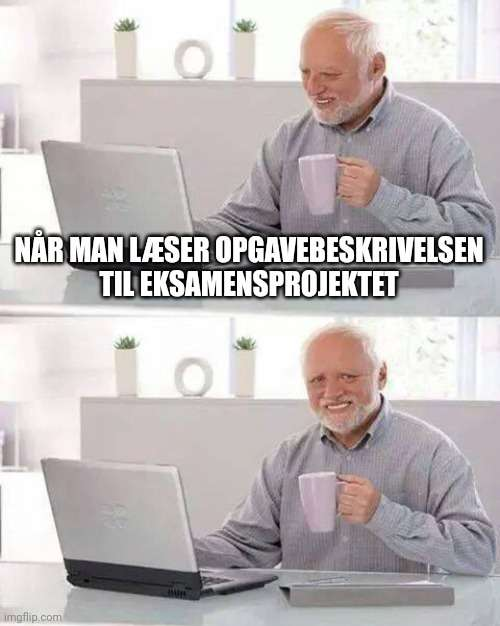 NÅR MAN LÆSER OPGAVEBESKRIVELSEN
TIL EKSAMENSPROJEKTET
imgflip.com